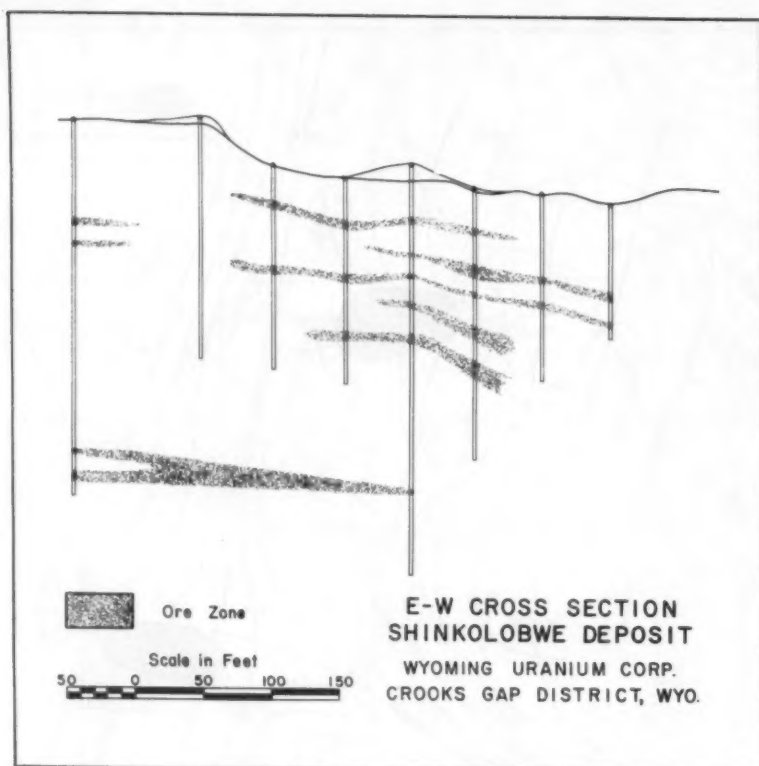 Ore Zone
Scale in Feet
50 0 50 100 150
E-W CROSS SECTION
SHINKOLOBWE DEPOSIT
WYOMING URANIUM CORP.
CROOKS GAP DISTRICT, WYO.